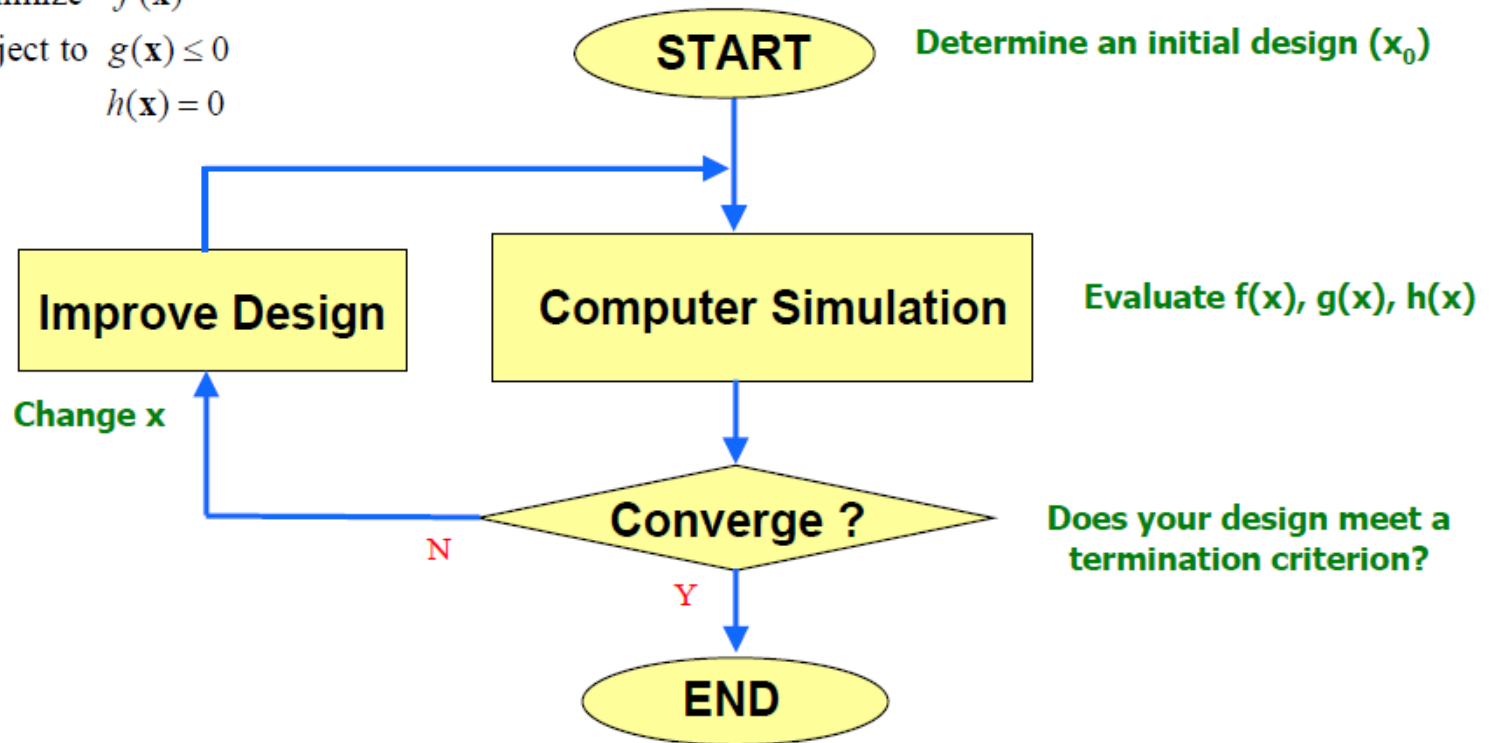 f(x)
ject to g(x) ≤ 0
h(x) = 0
START
Determine an initial design (x₀)
Improve Design
Computer Simulation
Evaluate f(x), g(x), h(x)
Change x
Converge ?
Does your design meet a
termination criterion?
N
Y
END